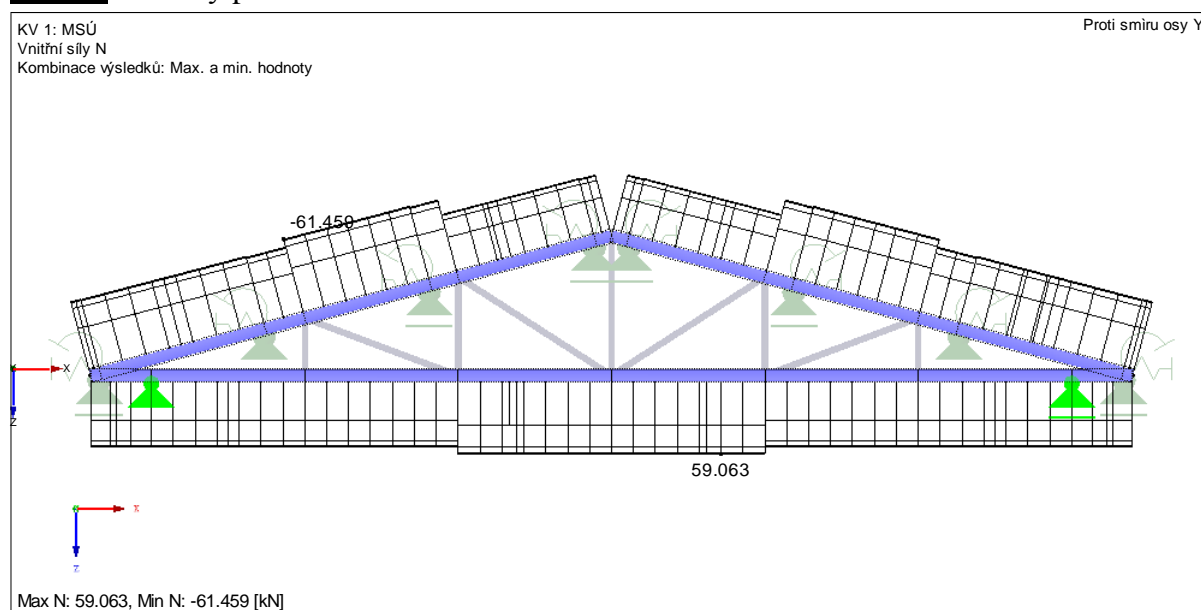 KV 1: MSÚ
Vnitřní síly N
Kombinace výsledků: Max. a min. hodnoty
Proti smìru osy Y
-61.459
X
Z
59.063
X
Z
Max N: 59.063, Min N: -61.459 [kN]